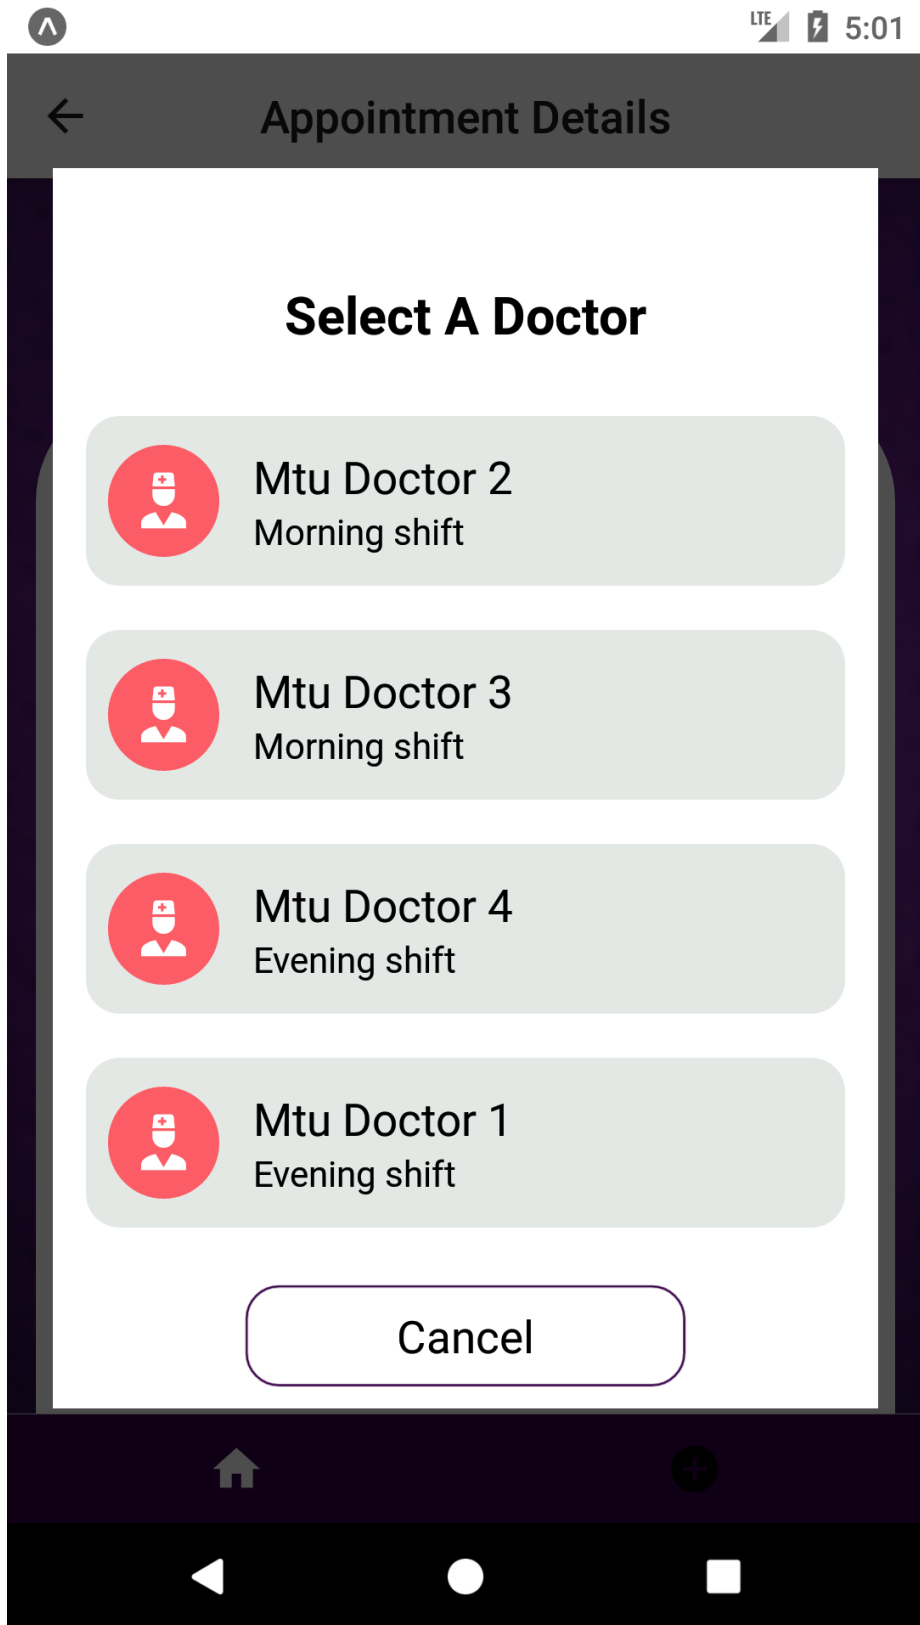 LTE 5:01
Appointment Details
Select A Doctor
Mtu Doctor 2
Morning shift
Mtu Doctor 3
Morning shift
Mtu Doctor 4
Evening shift
Mtu Doctor 1
Evening shift
Cancel